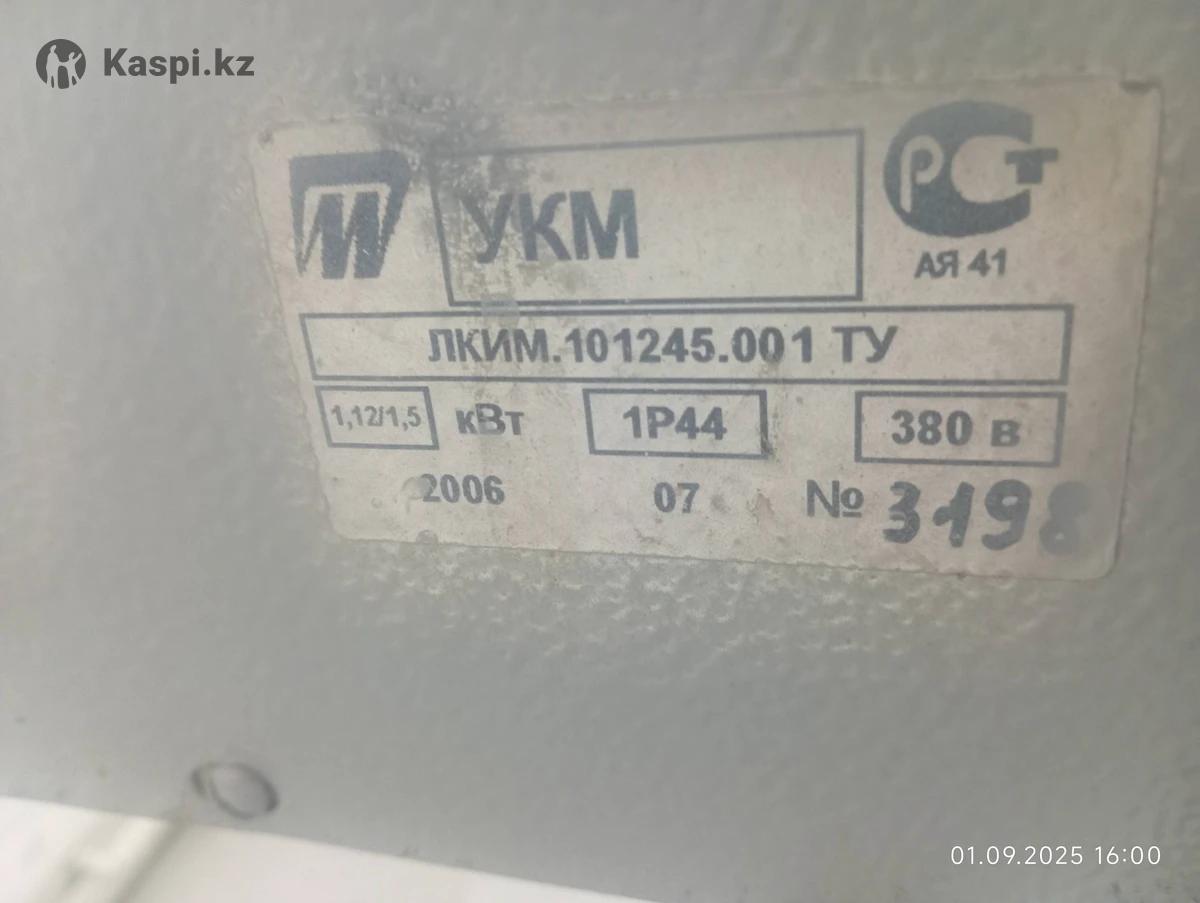 Kaspi.kz
М УКМ РСТ
АЯ 41
ЛКИМ.101245.001 ТУ
1,12/1,5 кВт 1Р44 380 в
2006 07 № 3198
01.09.2025 16:00